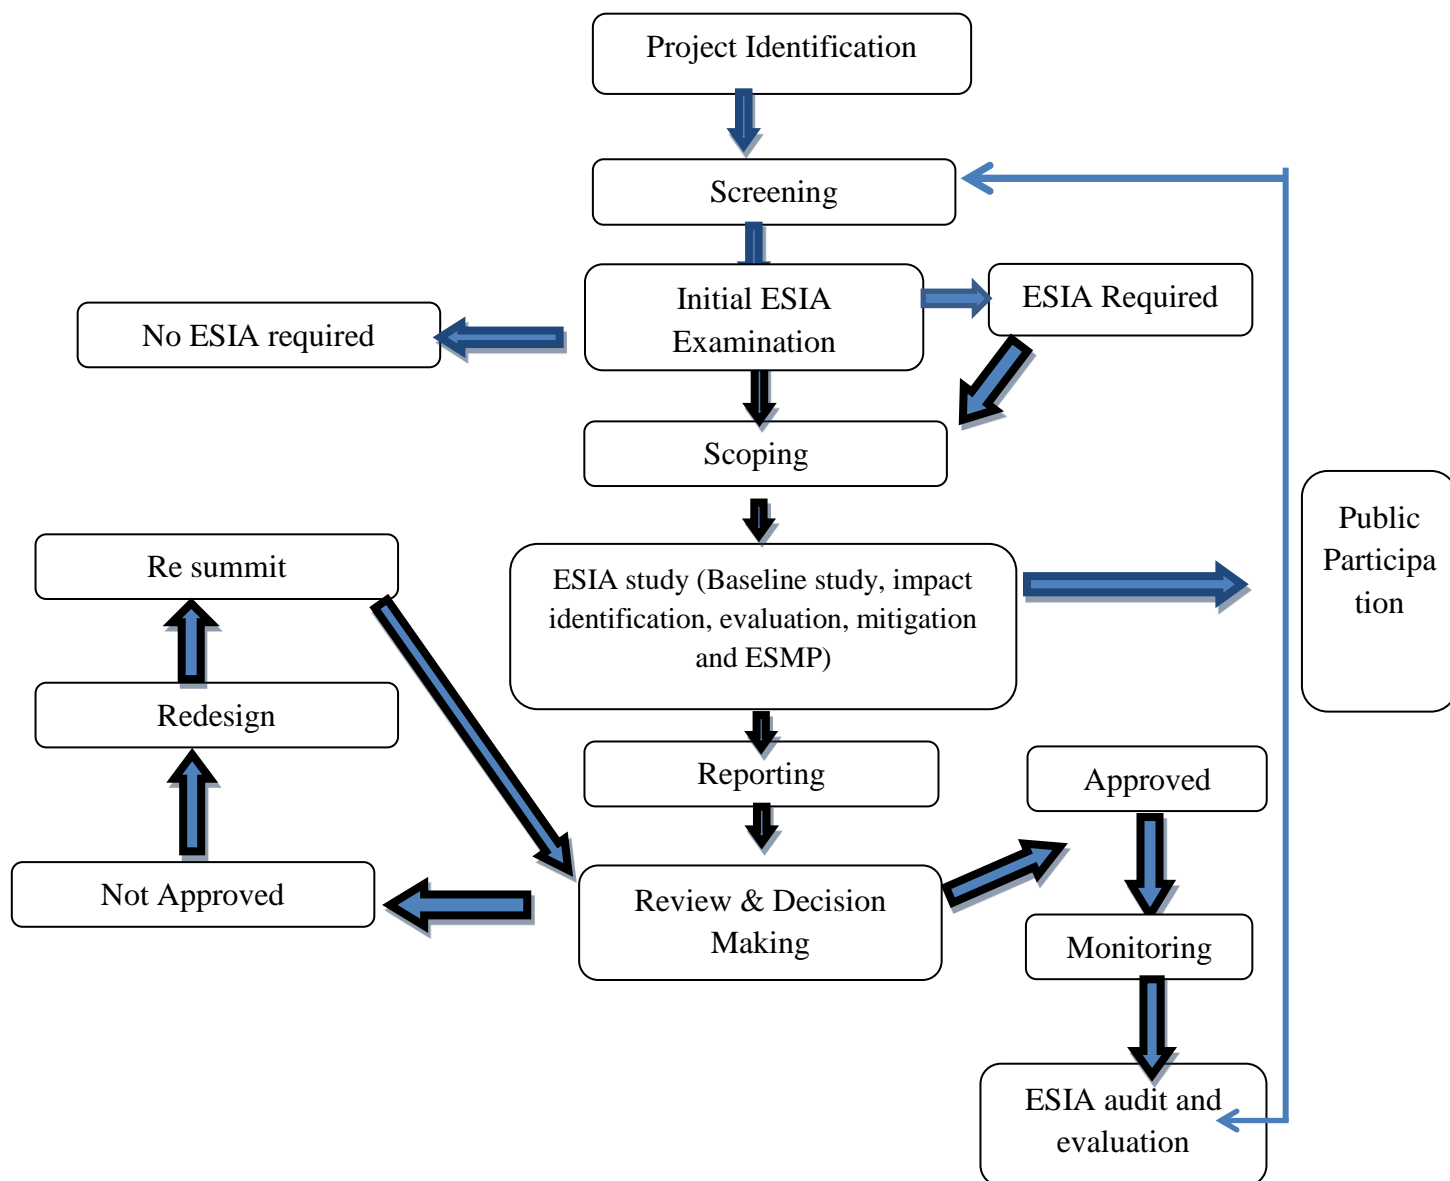 Project Identification
Screening
Initial ESIA
Examination
ESIA Required
No ESIA required
Scoping
Public
Participa
tion
Re summit
ESIA study (Baseline study, impact
identification, evaluation, mitigation
and ESMP)
Redesign
Reporting
Approved
Not Approved
Review & Decision
Making
Monitoring
ESIA audit and
evaluation